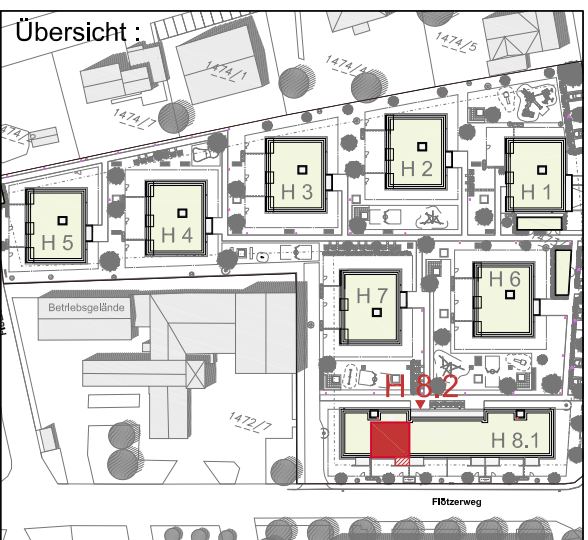 Übersicht :
1474/5
1474/1
1474/4
1474/7
H 2
H 3
H 1
H 4
H 5
H 6
H 7
Betriebsgelände
H 8.2
1472/7
H 8.1
Flötzerweg